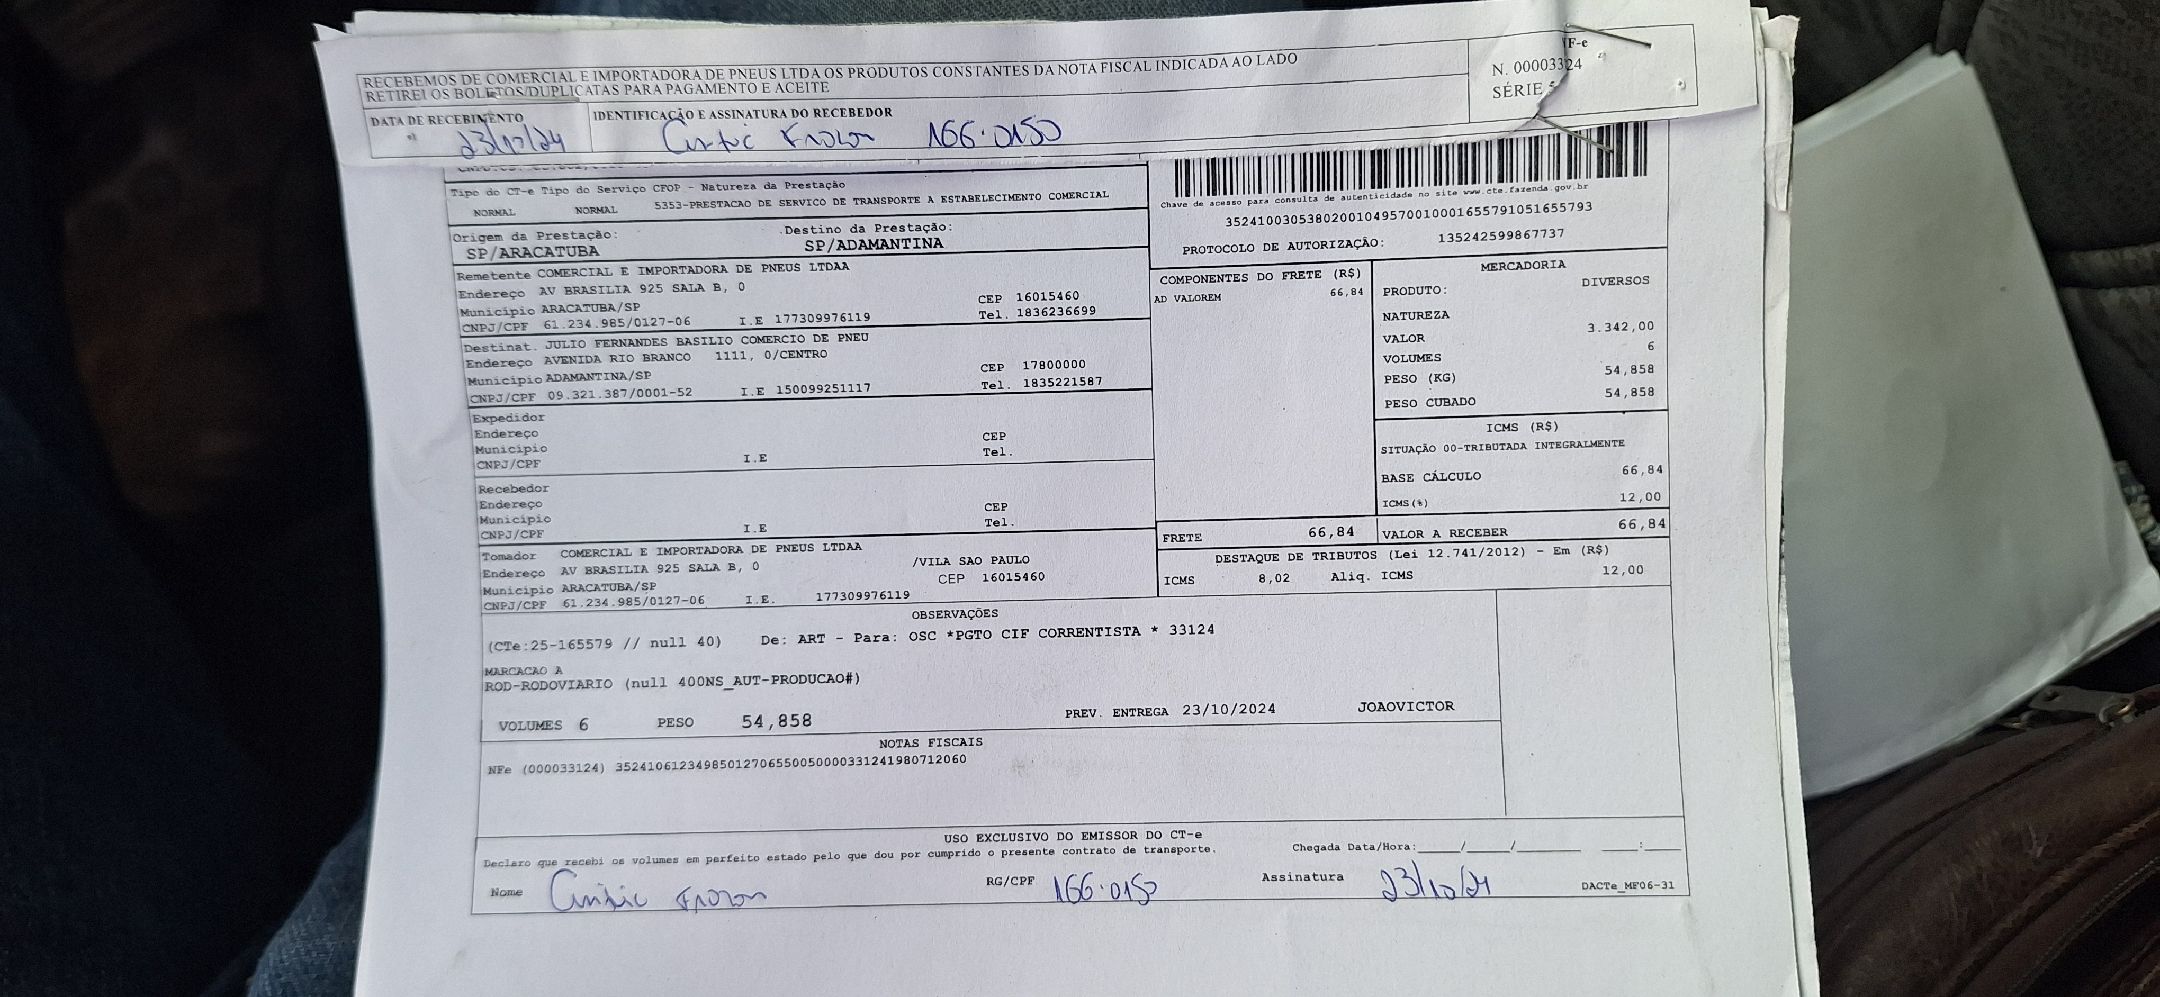 RECEBEMOS DE COMERCIAL E IMPORTADORA DE PNEUS LTDA OS PRODUTOS CONSTANTES DA NOTA FISCAL INDICADA AO LADO
RETIREI OS BOLETOS/DUPLICATAS PARA PAGAMENTO E ACEITE
F-e
N. 00003324
SÉRIE
DATA DE RECEBIMENTO
IDENTIFICAÇÃO E ASSINATURA DO RECEBEDOR
23/10/24
166.0150
Tipo do CT-e Tipo do Serviço CFOP - Natureza da Prestação
NORMAL NORMAL 5353-PRESTACAO DE SERVICO DE TRANSPORTE A ESTABELECIMENTO COMERCIAL
Chave de acesso para consulta de autenticidade no site www.cte.fazenda.gov.br
35241003053802001049570010001655791051655793
PROTOCOLO DE AUTORIZAÇÃO: 135242599867737
Origem da Prestação: Destino da Prestação:
SP/ARACATUBA SP/ADAMANTINA
Remetente COMERCIAL E IMPORTADORA DE PNEUS LTDAA
Endereço AV BRASILIA 925 SALA B, 0
Município ARACATUBA/SP CEP 16015460
CNPJ/CPF 61.234.985/0127-06 I.E 177309976119 Tel. 1836236699
Destinat. JULIO FERNANDES BASILIO COMERCIO DE PNEU
Endereço AVENIDA RIO BRANCO 1111, 0/CENTRO
Município ADAMANTINA/SP CEP 17800000
CNPJ/CPF 09.321.387/0001-52 I.E 150099251117 Tel. 1835221587
Expedidor
Endereço
Município CEP
CNPJ/CPF I.E Tel.
Recebedor
Endereço
Município CEP
CNPJ/CPF I.E Tel.
Tomador COMERCIAL E IMPORTADORA DE PNEUS LTDAA
Endereço AV BRASILIA 925 SALA B, 0 /VILA SAO PAULO
Município ARACATUBA/SP CEP 16015460
CNPJ/CPF 61.234.985/0127-06 I.E. 177309976119
COMPONENTES DO FRETE (R$)
AD VALOREM 66,84
MERCADORIA
PRODUTO: DIVERSOS
NATUREZA
VALOR 3.342,00
VOLUMES 6
PESO (KG) 54,858
PESO CUBADO 54,858
ICMS (R$)
SITUAÇÃO 00-TRIBUTADA INTEGRALMENTE
BASE CÁLCULO 66,84
ICMS(%) 12,00
FRETE 66,84 VALOR A RECEBER 66,84
DESTAQUE DE TRIBUTOS (Lei 12.741/2012) - Em (R$)
ICMS 8,02 Aliq. ICMS 12,00
OBSERVAÇÕES
(CTe:25-165579 // null 40) De: ART - Para: OSC *PGTO CIF CORRENTISTA * 33124
MARCACAO A
ROD-RODOVIARIO (null 400NS_AUT-PRODUCAO#)
VOLUMES 6 PESO 54,858 PREV. ENTREGA 23/10/2024 JOAOVICTOR
NOTAS FISCAIS
NFe (000033124) 35241061234985012706550050000331241980712060
USO EXCLUSIVO DO EMISSOR DO CT-e
Declaro que recebi os volumes em perfeito estado pelo que dou por cumprido o presente contrato de transporte. Chegada Data/Hora:____/____/______ ____:____
Nome RG/CPF 166.0150 Assinatura 23/10/24 DACTe_MF06-31